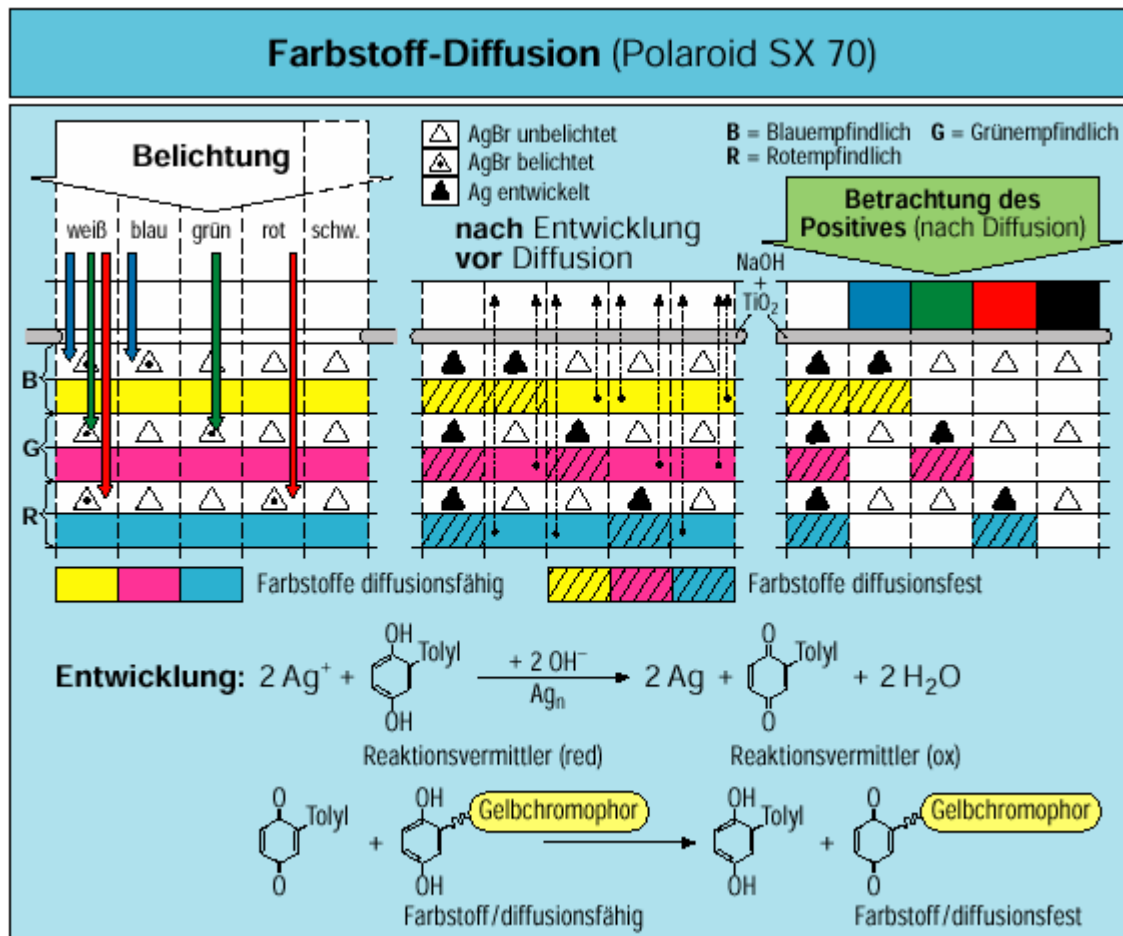 Farbstoff-Diffusion (Polaroid SX 70)
Belichtung
weiß blau grün rot schw.
AgBr unbelichtet
AgBr belichtet
Ag entwickelt
B = Blauempfindlich G = Grünempfindlich
R = Rotempfindlich
nach Entwicklung
vor Diffusion
Betrachtung des
Positives (nach Diffusion)
NaOH
+
TiO₂
B
G
R
Farbstoffe diffusionsfähig
Farbstoffe diffusionsfest
Entwicklung: 2 Ag⁺ + OH Tolyl OH + 2 OH⁻ Agₙ 2 Ag + O Tolyl O + 2 H₂O
Reaktionsvermittler (red)
Reaktionsvermittler (ox)
O Tolyl O + OH Gelbchromophor OH OH Tolyl OH + O Gelbchromophor O
Farbstoff/diffusionsfähig
Farbstoff/diffusionsfest